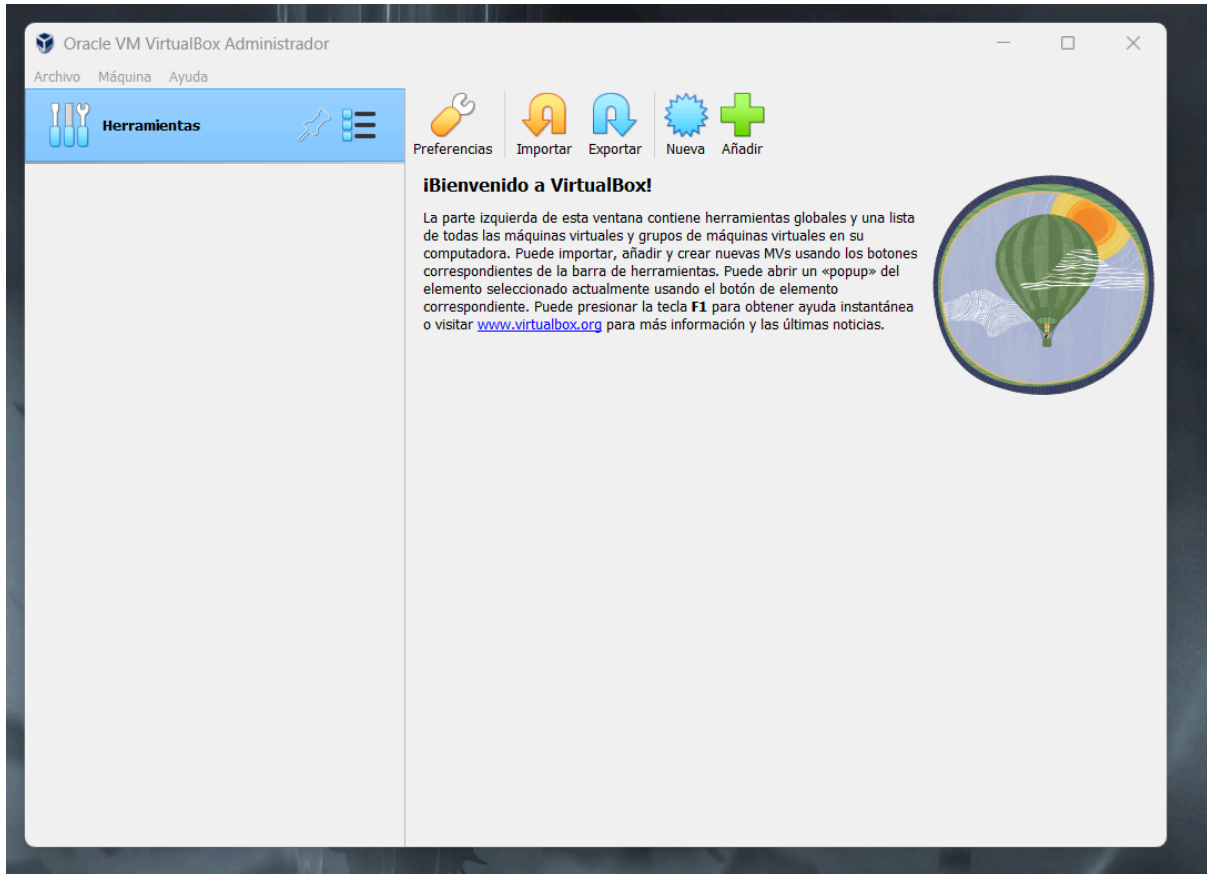 Oracle VM VirtualBox Administrador
Archivo Máquina Ayuda
Herramientas
Preferencias Importar Exportar Nueva Añadir
¡Bienvenido a VirtualBox!
La parte izquierda de esta ventana contiene herramientas globales y una lista
de todas las máquinas virtuales y grupos de máquinas virtuales en su
computadora. Puede importar, añadir y crear nuevas MVs usando los botones
correspondientes de la barra de herramientas. Puede abrir un «popup» del
elemento seleccionado actualmente usando el botón de elemento
correspondiente. Puede presionar la tecla F1 para obtener ayuda instantánea
o visitar www.virtualbox.org para más información y las últimas noticias.